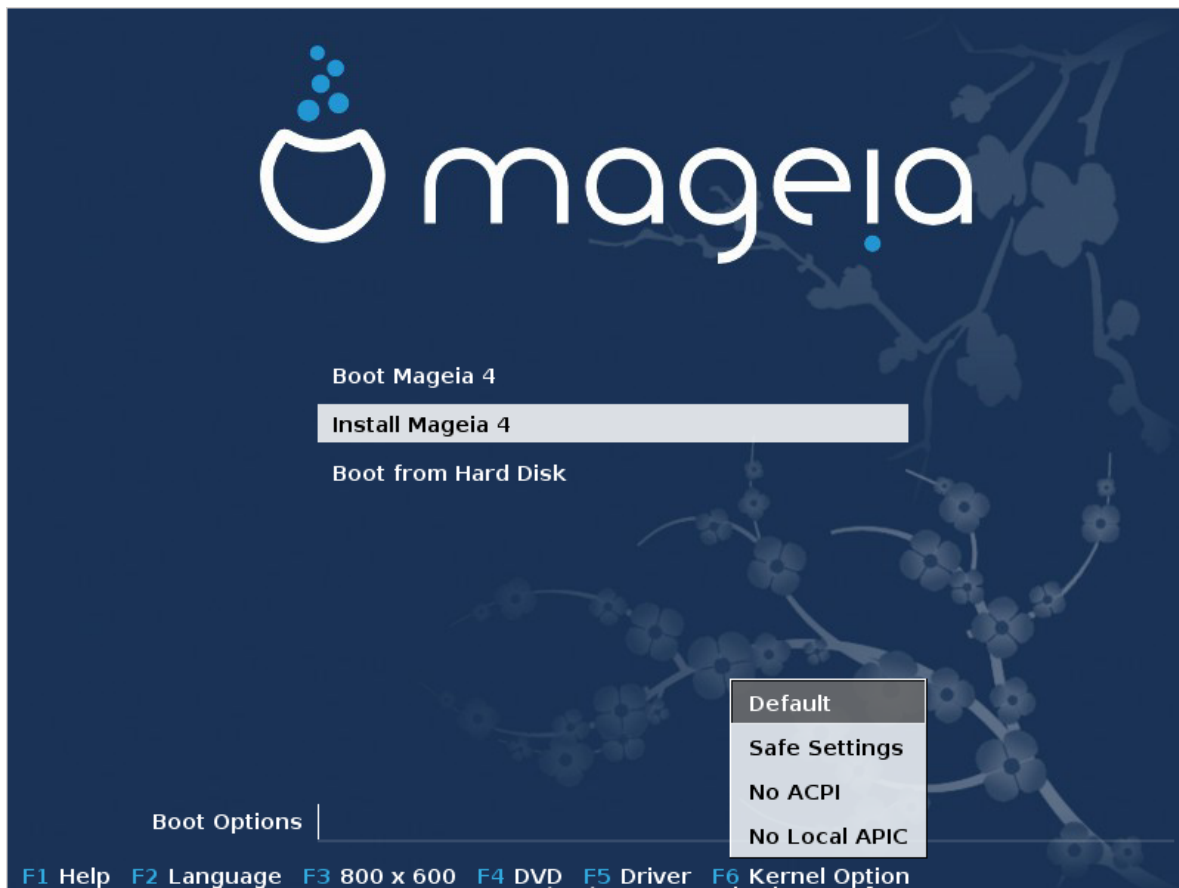 mageia
Boot Mageia 4
Install Mageia 4
Boot from Hard Disk
Default
Safe Settings
No ACPI
No Local APIC
Boot Options
F1 Help F2 Language F3 800 x 600 F4 DVD F5 Driver F6 Kernel Option